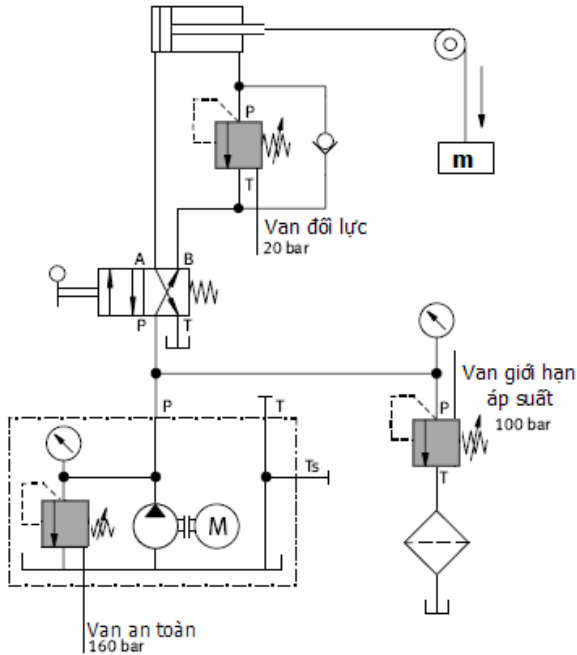 P
m
T
Van đối lực
20 bar
A B
P T
Van giới hạn
áp suất
100 bar
P T
P
Ts
M
T
Van an toàn
160 bar